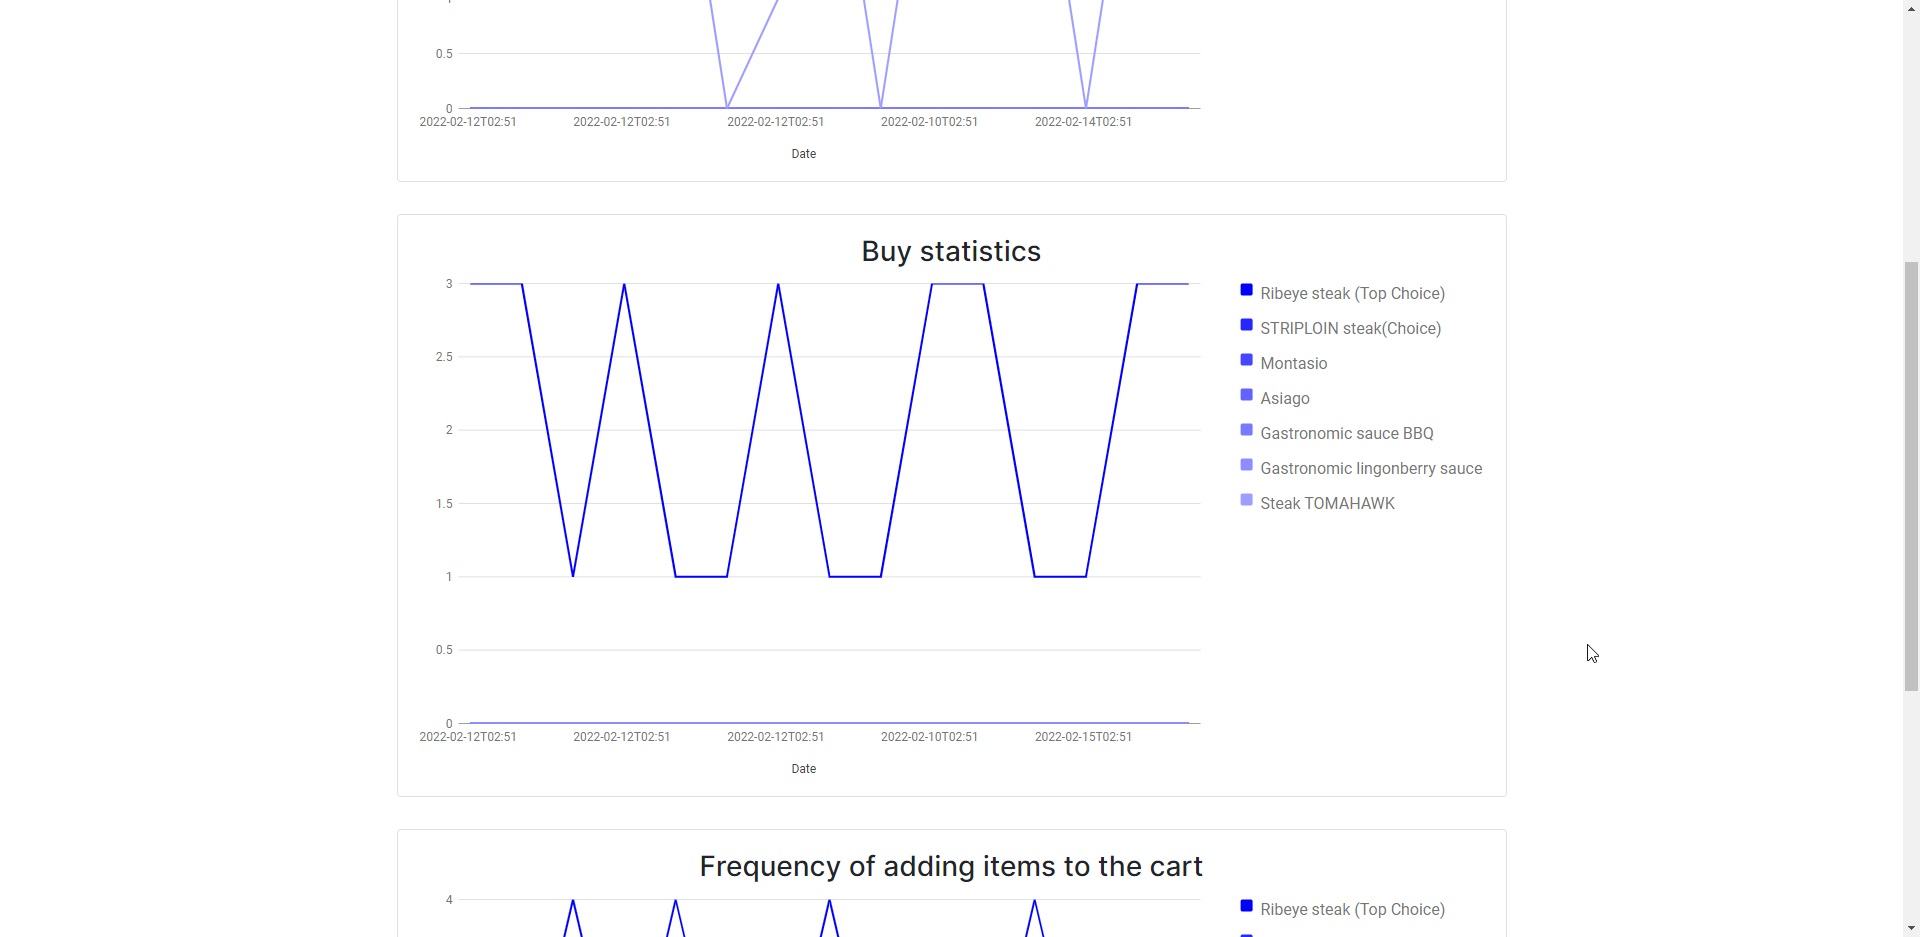 0.5
0
2022-02-12T02:51 2022-02-12T02:51 2022-02-12T02:51 2022-02-10T02:51 2022-02-14T02:51
Date
Buy statistics
3
2.5
2
1.5
1
0.5
0
2022-02-12T02:51 2022-02-12T02:51 2022-02-12T02:51 2022-02-10T02:51 2022-02-15T02:51
Date
Ribeye steak (Top Choice)
STRIPLOIN steak(Choice)
Montasio
Asiago
Gastronomic sauce BBQ
Gastronomic lingonberry sauce
Steak TOMAHAWK
Frequency of adding items to the cart
4
Ribeye steak (Top Choice)